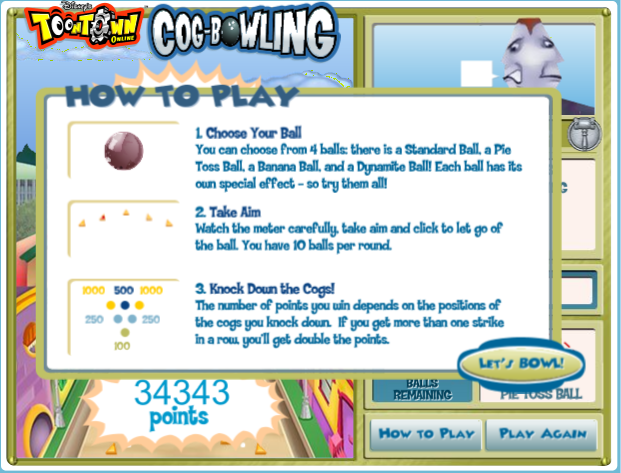 Disney's
TOONTOWN
ONLINE
COG-BOWLING
HOW TO PLAY
1. Choose Your Ball
You can choose from 4 balls: there is a Standard Ball, a Pie
Toss Ball, a Banana Ball, and a Dynamite Ball! Each ball has its
own special effect - so try them all!
2. Take Aim
Watch the meter carefully, take aim and click to let go of
the ball. You have 10 balls per round.
1000 500 1000
250 250
100
3. Knock Down the Cogs!
The number of points you win depends on the positions of
the cogs you knock down. If you get more than one strike
in a row, you'll get double the points.
Let's Bowl!
34343
points
BALLS
REMAINING
PIE TOSS BALL
How to Play
Play Again